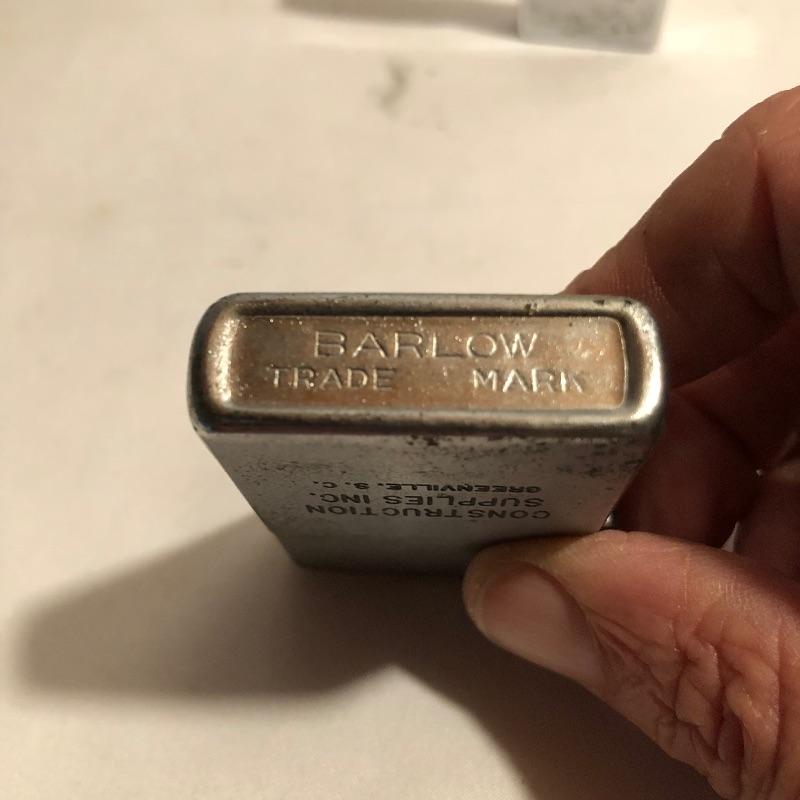 BARLOW
TRADE MARK
CONSTRUCTION
SUPPLIES INC.
GREENVILLE, S. C.